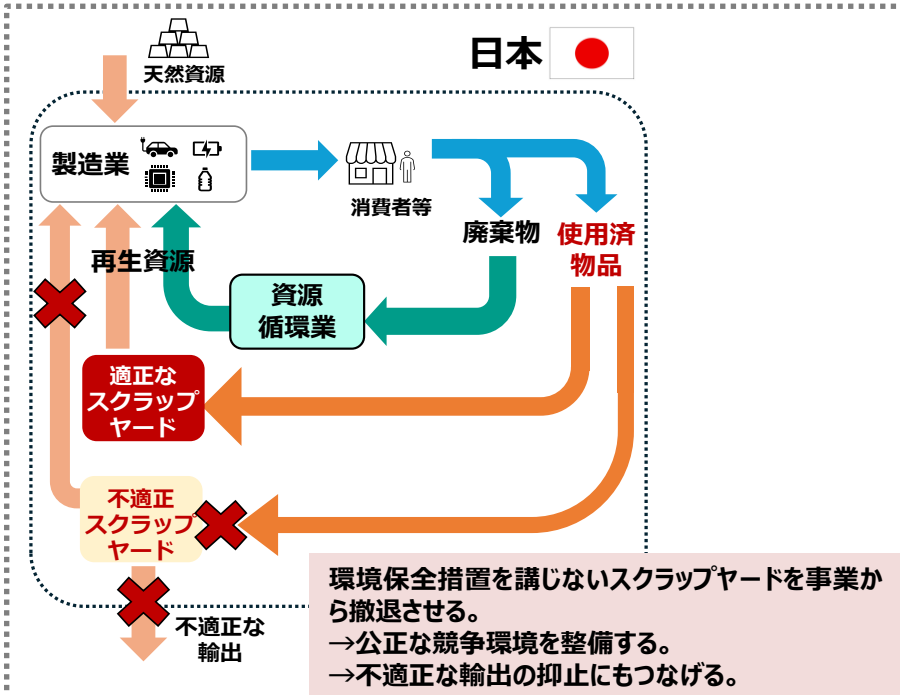 日本
天然資源
製造業
消費者等
廃棄物
使用済
物品
再生資源
資源
循環業
適正な
スクラップ
ヤード
不適正
スクラップ
ヤード
不適正な
輸出
環境保全措置を講じないスクラップヤードを事業か
ら撤退させる。
→公正な競争環境を整備する。
→不適正な輸出の抑止にもつなげる。